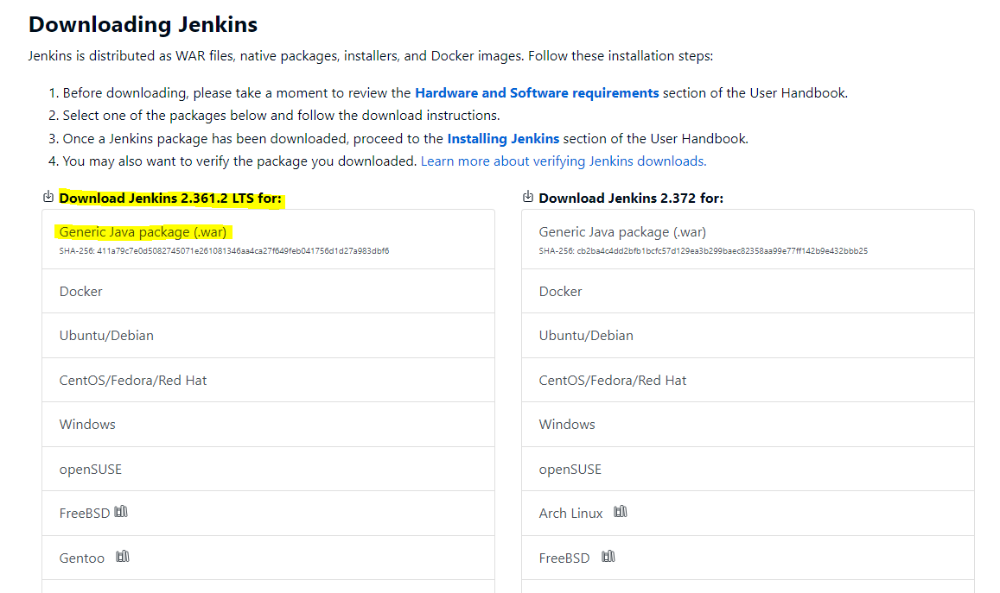 Downloading Jenkins
Jenkins is distributed as WAR files, native packages, installers, and Docker images. Follow these installation steps:
1. Before downloading, please take a moment to review the Hardware and Software requirements section of the User Handbook.
2. Select one of the packages below and follow the download instructions.
3. Once a Jenkins package has been downloaded, proceed to the Installing Jenkins section of the User Handbook.
4. You may also want to verify the package you downloaded. Learn more about verifying Jenkins downloads.
Download Jenkins 2.361.2 LTS for:
Generic Java package (.war)
SHA-256: 411a79c7e0d5082745071e261081346aa4ca27f649feb041756d1d27a983dbf6
Docker
Ubuntu/Debian
CentOS/Fedora/Red Hat
Windows
openSUSE
FreeBSD
Gentoo
Download Jenkins 2.372 for:
Generic Java package (.war)
SHA-256: cb2ba4c4dd2bfb1bcfc57d129ea3b299baec82358aa99e77ff142b9e432bbb25
Docker
Ubuntu/Debian
CentOS/Fedora/Red Hat
Windows
openSUSE
Arch Linux
FreeBSD